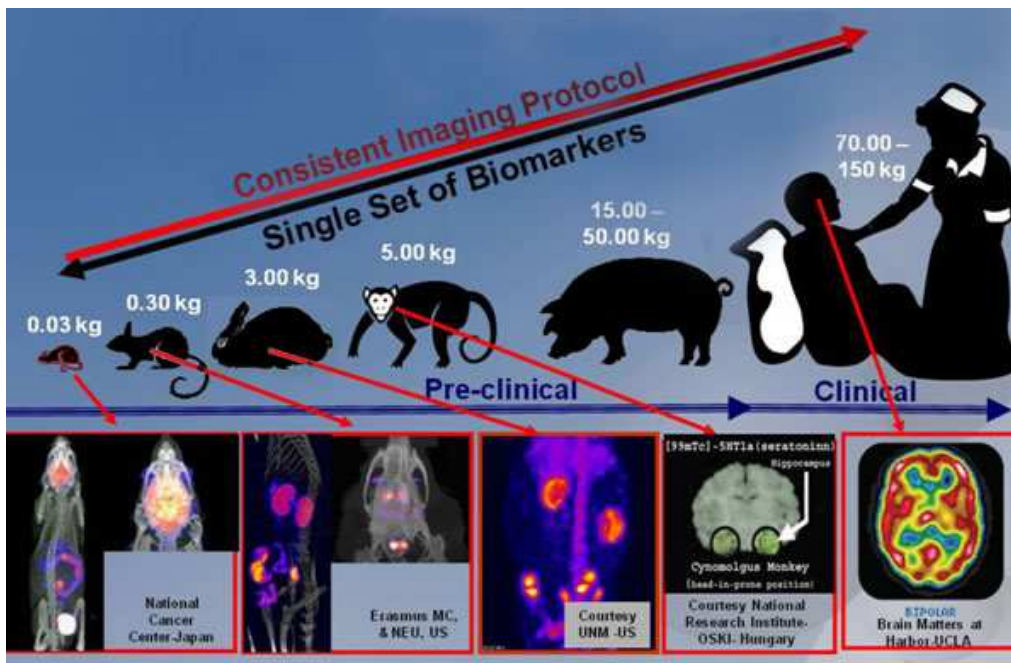 Consistent Imaging Protocol
Single Set of Biomarkers
70.00 –
150 kg
15.00 –
50.00 kg
5.00 kg
3.00 kg
0.30 kg
0.03 kg
Pre-clinical
Clinical
National
Cancer
Center-Japan
Erasmus MC,
& NEU, US
Courtesy
UNM -US
[99mTc]-5HT1a(seratoninn)
Hippocampus
Cynomolgus Monkey
(head-in-prone position)
Courtesy National
Research Institute-
OSKI- Hungary
BIPOLAR
Brain Matters at
Harbor-UCLA